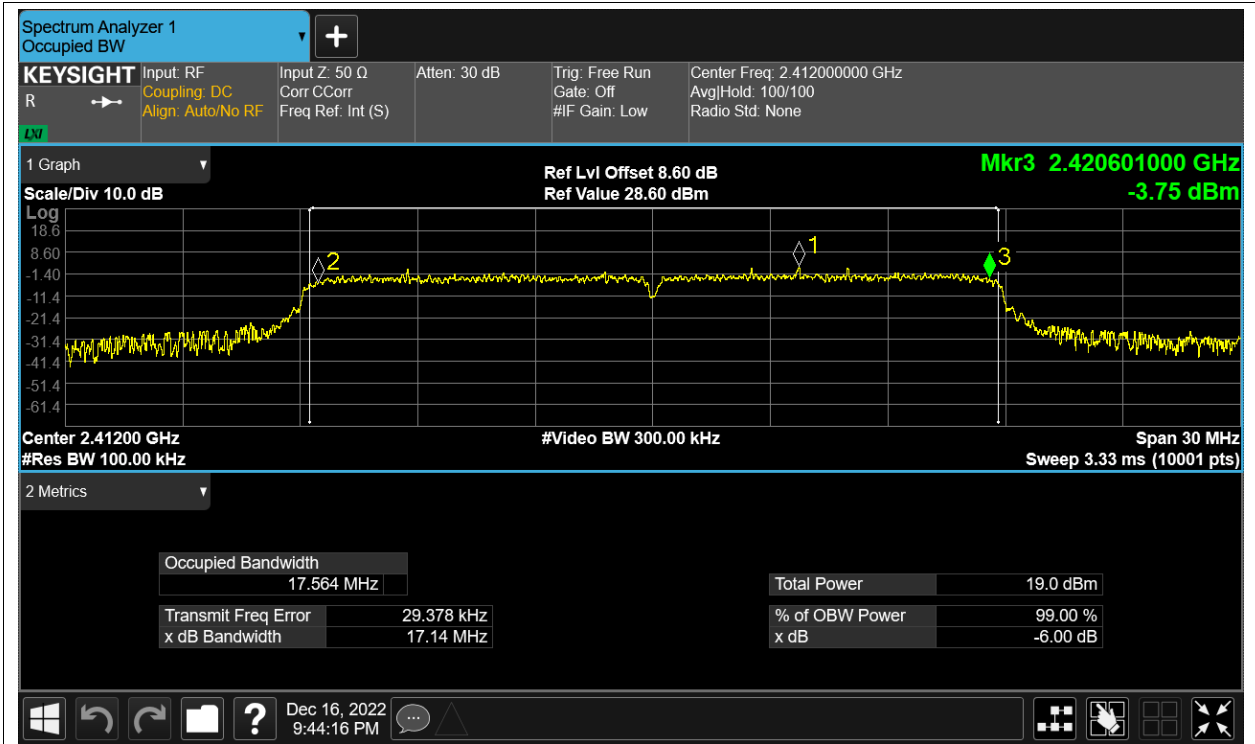 Spectrum Analyzer 1
Occupied BW
KEYSIGHT
R
LXI
Input: RF
Coupling: DC
Align: Auto/No RF
Input Z: 50 Ω
Corr CCorr
Freq Ref: Int (S)
Atten: 30 dB
Trig: Free Run
Gate: Off
#IF Gain: Low
Center Freq: 2.412000000 GHz
Avg|Hold: 100/100
Radio Std: None
1 Graph
Scale/Div 10.0 dB
Ref Lvl Offset 8.60 dB
Ref Value 28.60 dBm
Mkr3 2.420601000 GHz
-3.75 dBm
Log
18.6
8.60
-1.40
-11.4
-21.4
-31.4
-41.4
-51.4
-61.4
2
1
3
Center 2.41200 GHz
#Video BW 300.00 kHz
Span 30 MHz
#Res BW 100.00 kHz
Sweep 3.33 ms (10001 pts)
2 Metrics
Occupied Bandwidth
17.564 MHz
Total Power 19.0 dBm
Transmit Freq Error 29.378 kHz
% of OBW Power 99.00 %
x dB Bandwidth 17.14 MHz
x dB -6.00 dB
?
Dec 16, 2022
9:44:16 PM